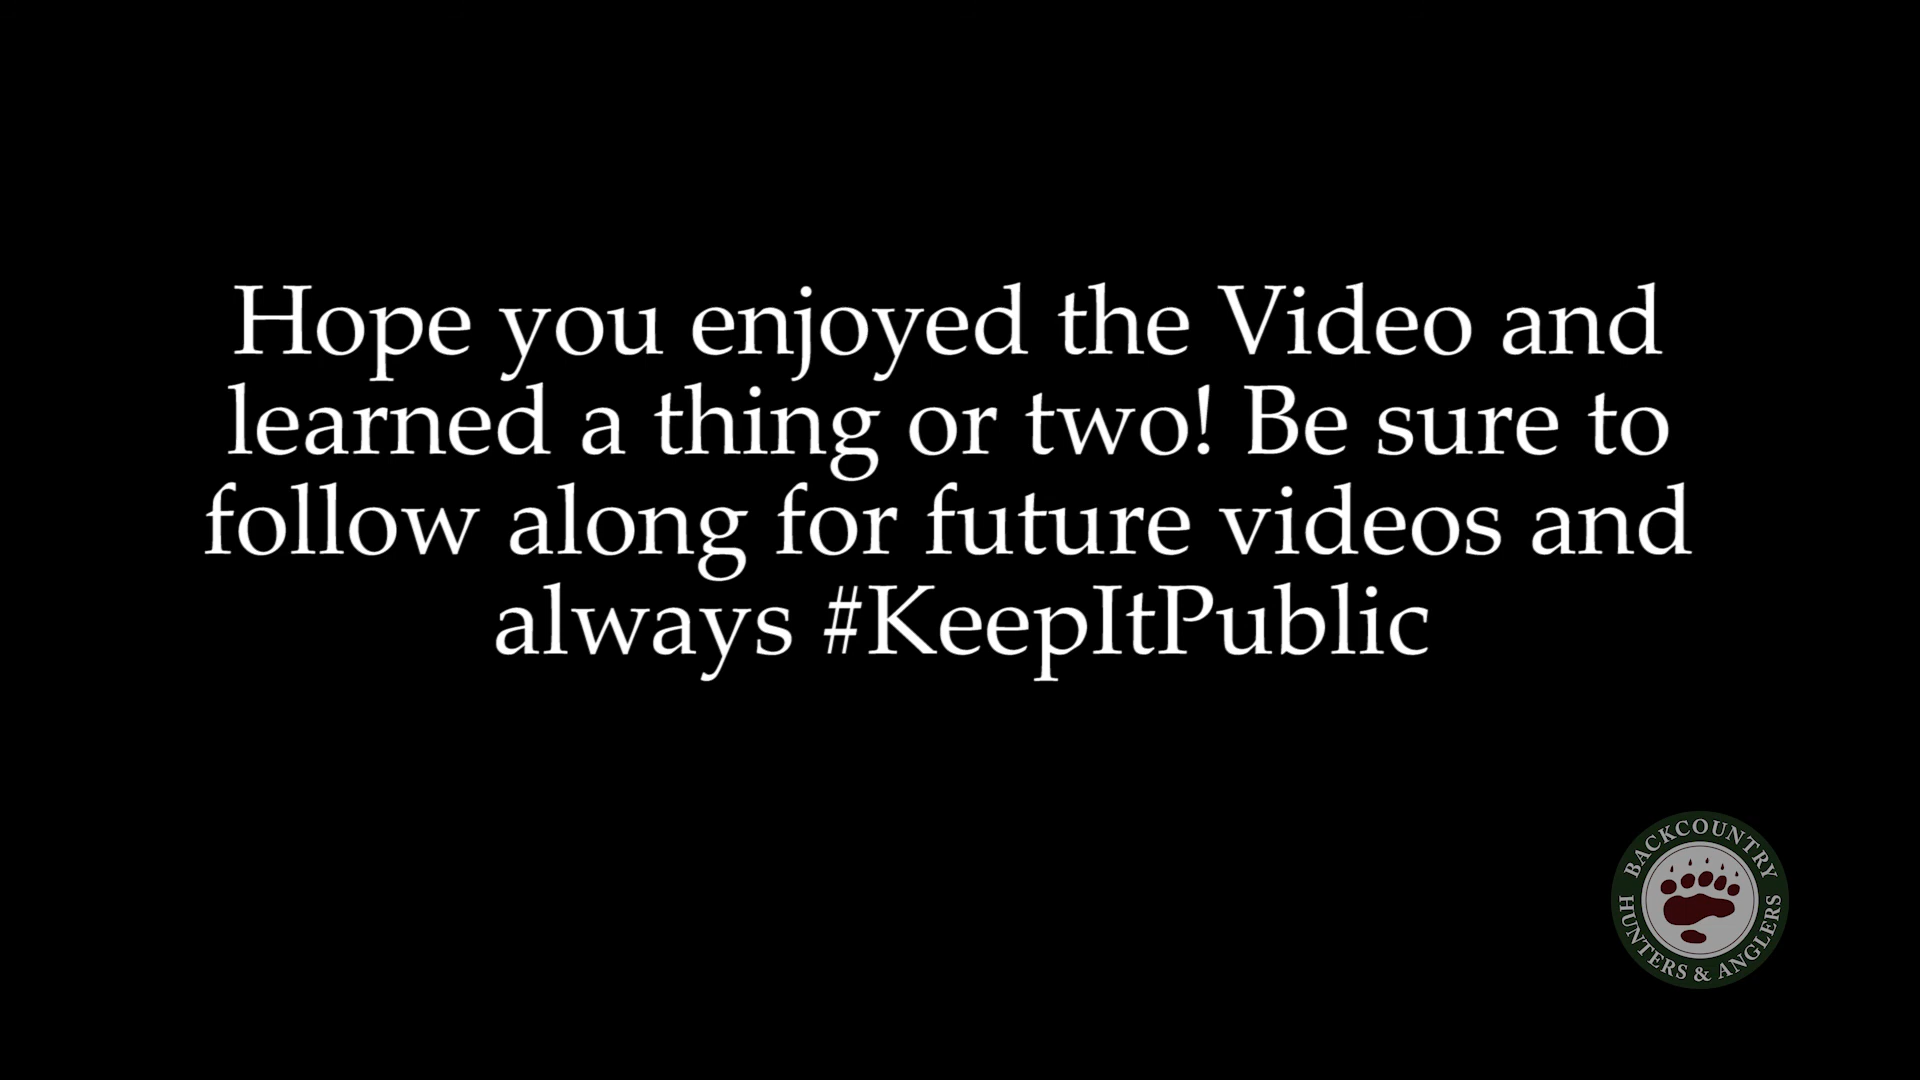 Hope you enjoyed the Video and
learned a thing or two! Be sure to
follow along for future videos and
always #KeepItPublic
BACKCOUNTRY
HUNTERS & ANGLERS